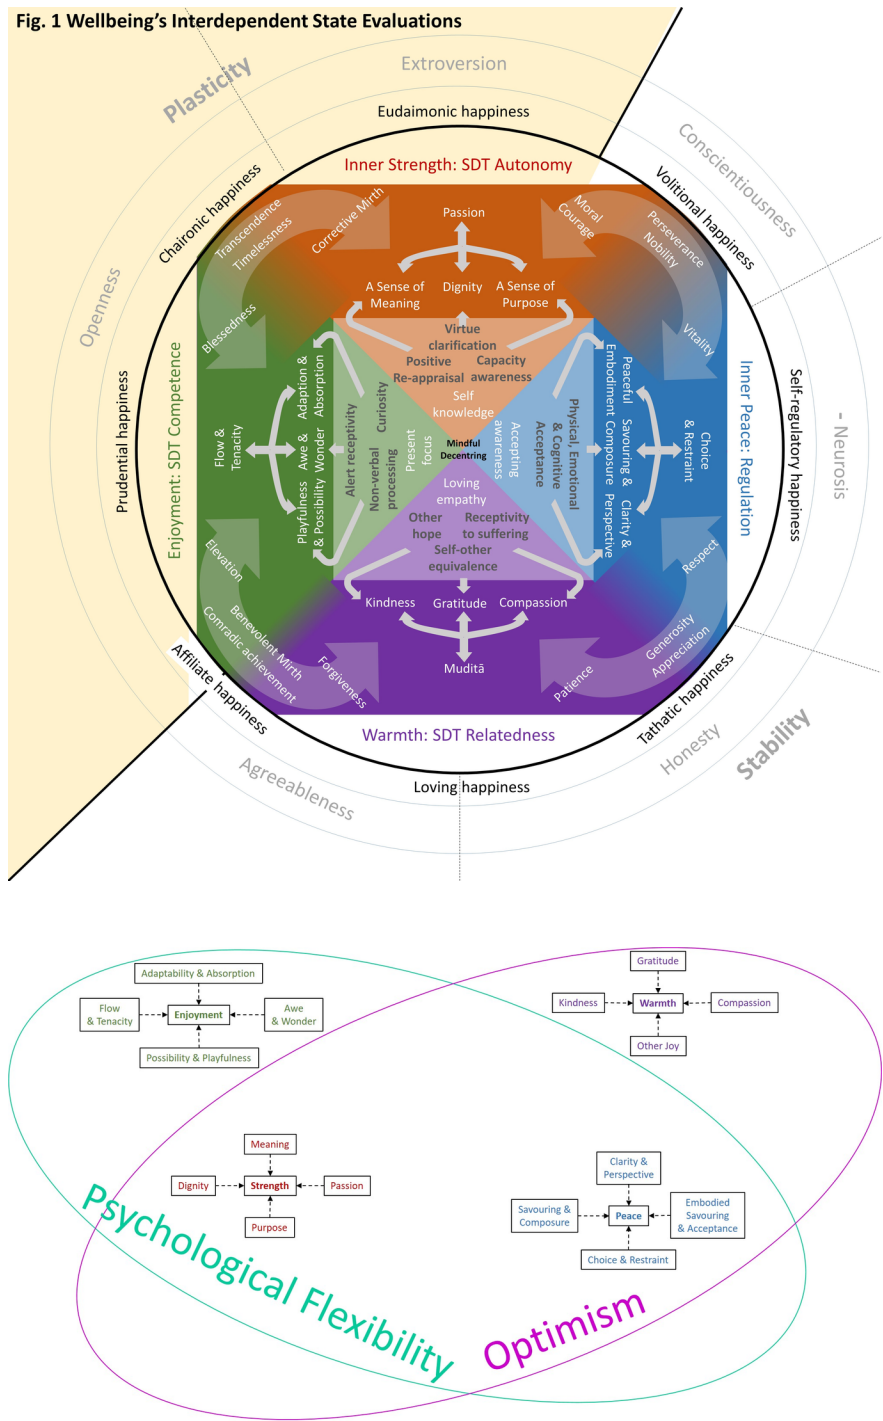 Fig. 1 Wellbeing's Interdependent State Evaluations
Plasticity
Extroversion
Conscientiousness
Openness
- Neurosis
Agreeableness
Honesty
Stability
Eudaimonic happiness
Chaironic happiness
Volitional happiness
Prudential happiness
Self-regulatory happiness
Affiliate happiness
Tathatic happiness
Loving happiness
Inner Strength: SDT Autonomy
Enjoyment: SDT Competence
Inner Peace: Regulation
Warmth: SDT Relatedness
Transcendence
Timelessness
Corrective Mirth
Blessedness
Moral
Courage
Perseverance
Nobility
Vitality
Passion
A Sense of
Meaning
Dignity
A Sense of
Purpose
Virtue
clarification
Positive
Re-appraisal
Capacity
awareness
Self
knowledge
Flow &
Tenacity
Adaption &
Absorption
Awe &
Wonder
Playfulness
& Possibility
Alert receptivity
Curiosity
Non-verbal
processing
Present
focus
Mindful
Decentring
Accepting
awareness
Physical, Emotional
& Cognitive
Acceptance
Peaceful
Embodiment
Savouring &
Composure
Clarity &
Perspective
Choice
& Restraint
Loving
empathy
Other
hope
Receptivity
to suffering
Self-other
equivalence
Kindness
Gratitude
Compassion
Muditā
Elevation
Benevolent Mirth
Comradic achievement
Forgiveness
Respect
Generosity
Appreciation
Patience
Adaptability & Absorption
Flow
& Tenacity
Enjoyment
Awe
& Wonder
Possibility & Playfulness
Gratitude
Kindness
Warmth
Compassion
Other Joy
Meaning
Dignity
Strength
Passion
Purpose
Clarity &
Perspective
Savouring &
Composure
Peace
Embodied
Savouring
& Acceptance
Choice & Restraint
Psychological Flexibility
Optimism